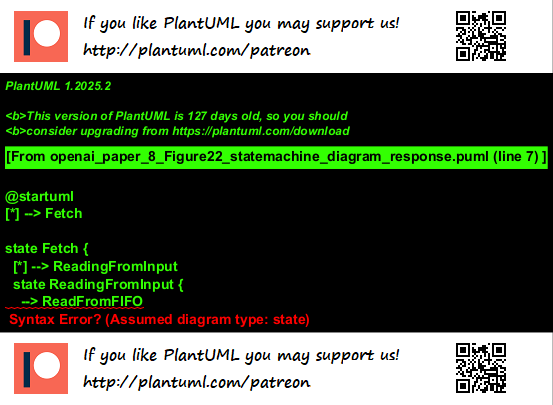 If you like PlantUML you may support us!
http://plantuml.com/patreon
PlantUML 1.2025.2
<b>This version of PlantUML is 127 days old, so you should
<b>consider upgrading from https://plantuml.com/download
[From openai_paper_8_Figure22_statemachine_diagram_response.puml (line 7) ]
@startuml
[*] --> Fetch
state Fetch {
[*] --> ReadingFromInput
state ReadingFromInput {
--> ReadFromFIFO
Syntax Error? (Assumed diagram type: state)
If you like PlantUML you may support us!
http://plantuml.com/patreon